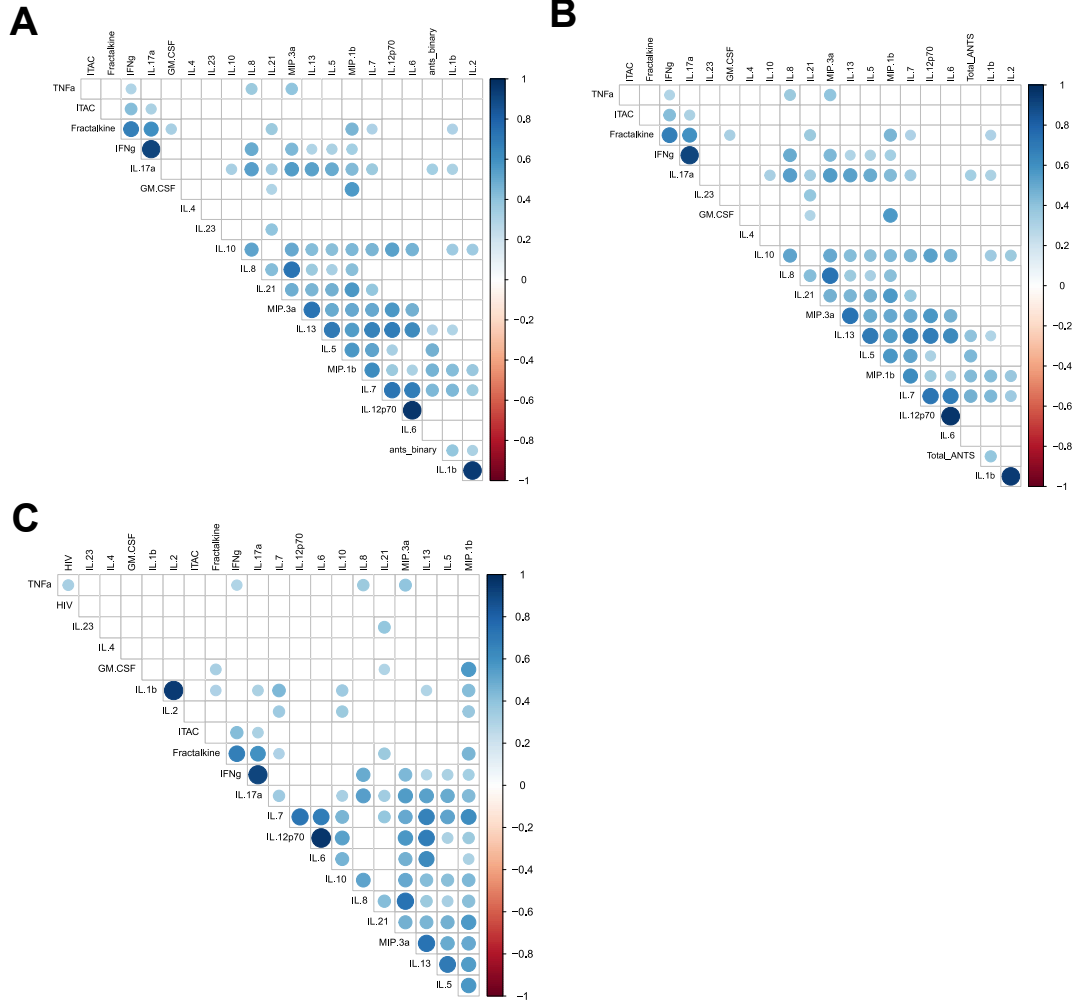 A
ITAC
Fractalkine
IFNg
IL.17a
GM.CSF
IL.4
IL.23
IL.10
IL.8
IL.21
MIP.3a
IL.13
IL.5
MIP.1b
IL.7
IL.12p70
IL.6
ants_binary
IL.1b
IL.2
TNFa
ITAC
Fractalkine
IFNg
IL.17a
GM.CSF
IL.4
IL.23
IL.10
IL.8
IL.21
MIP.3a
IL.13
IL.5
MIP.1b
IL.7
IL.12p70
IL.6
ants_binary
IL.1b
1
0.8
0.6
0.4
0.2
0
−0.2
−0.4
−0.6
−0.8
−1
B
ITAC
Fractalkine
IFNg
IL.17a
IL.23
GM.CSF
IL.4
IL.10
IL.8
IL.21
MIP.3a
IL.13
IL.5
MIP.1b
IL.7
IL.12p70
IL.6
Total_ANTS
IL.1b
IL.2
TNFa
ITAC
Fractalkine
IFNg
IL.17a
IL.23
GM.CSF
IL.4
IL.10
IL.8
IL.21
MIP.3a
IL.13
IL.5
MIP.1b
IL.7
IL.12p70
IL.6
Total_ANTS
IL.1b
1
0.8
0.6
0.4
0.2
0
−0.2
−0.4
−0.6
−0.8
−1
C
HIV
IL.23
IL.4
GM.CSF
IL.1b
IL.2
ITAC
Fractalkine
IFNg
IL.17a
IL.7
IL.12p70
IL.6
IL.10
IL.8
IL.21
MIP.3a
IL.13
IL.5
MIP.1b
TNFa
HIV
IL.23
IL.4
GM.CSF
IL.1b
IL.2
ITAC
Fractalkine
IFNg
IL.17a
IL.7
IL.12p70
IL.6
IL.10
IL.8
IL.21
MIP.3a
IL.13
IL.5
1
0.8
0.6
0.4
0.2
0
−0.2
−0.4
−0.6
−0.8
−1